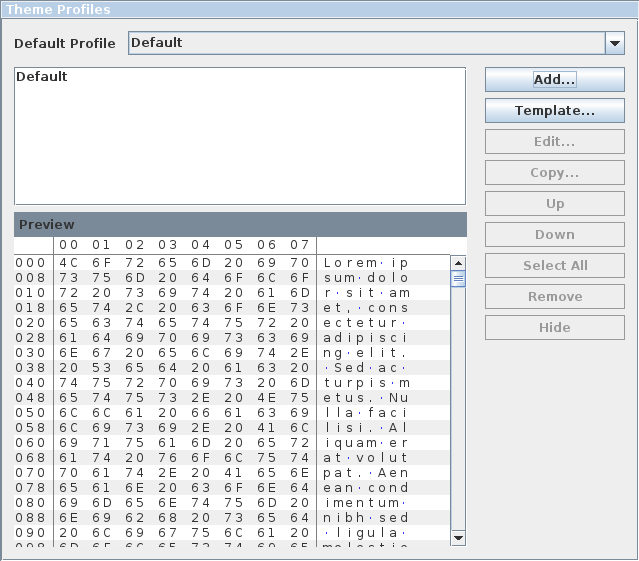 Theme Profiles
Default Profile Default
Default
Add...
Template...
Edit...
Copy...
Up
Down
Select All
Remove
Hide
Preview
00 01 02 03 04 05 06 07
000 4C 6F 72 65 6D 20 69 70 Lorem·ip
008 73 75 6D 20 64 6F 6C 6F sum·dolo
010 72 20 73 69 74 20 61 6D r·sit·am
018 65 74 2C 20 63 6F 6E 73 et,·cons
020 65 63 74 65 74 75 72 20 ectetur·
028 61 64 69 70 69 73 63 69 adipisci
030 6E 67 20 65 6C 69 74 2E ng·elit.
038 20 53 65 64 20 61 63 20 ·Sed·ac·
040 74 75 72 70 69 73 20 6D turpis·m
048 65 74 75 73 2E 20 4E 75 etus.·Nu
050 6C 6C 61 20 66 61 63 69 lla·faci
058 6C 69 73 69 2E 20 41 6C lisi.·Al
060 69 71 75 61 6D 20 65 72 iquam·er
068 61 74 20 76 6F 6C 75 74 at·volut
070 70 61 74 2E 20 41 65 6E pat.·Aen
078 65 61 6E 20 63 6F 6E 64 ean·cond
080 69 6D 65 6E 74 75 6D 20 imentum·
088 6E 69 62 68 20 73 65 64 nibh·sed
090 20 6C 69 67 75 6C 61 20 ·ligula·